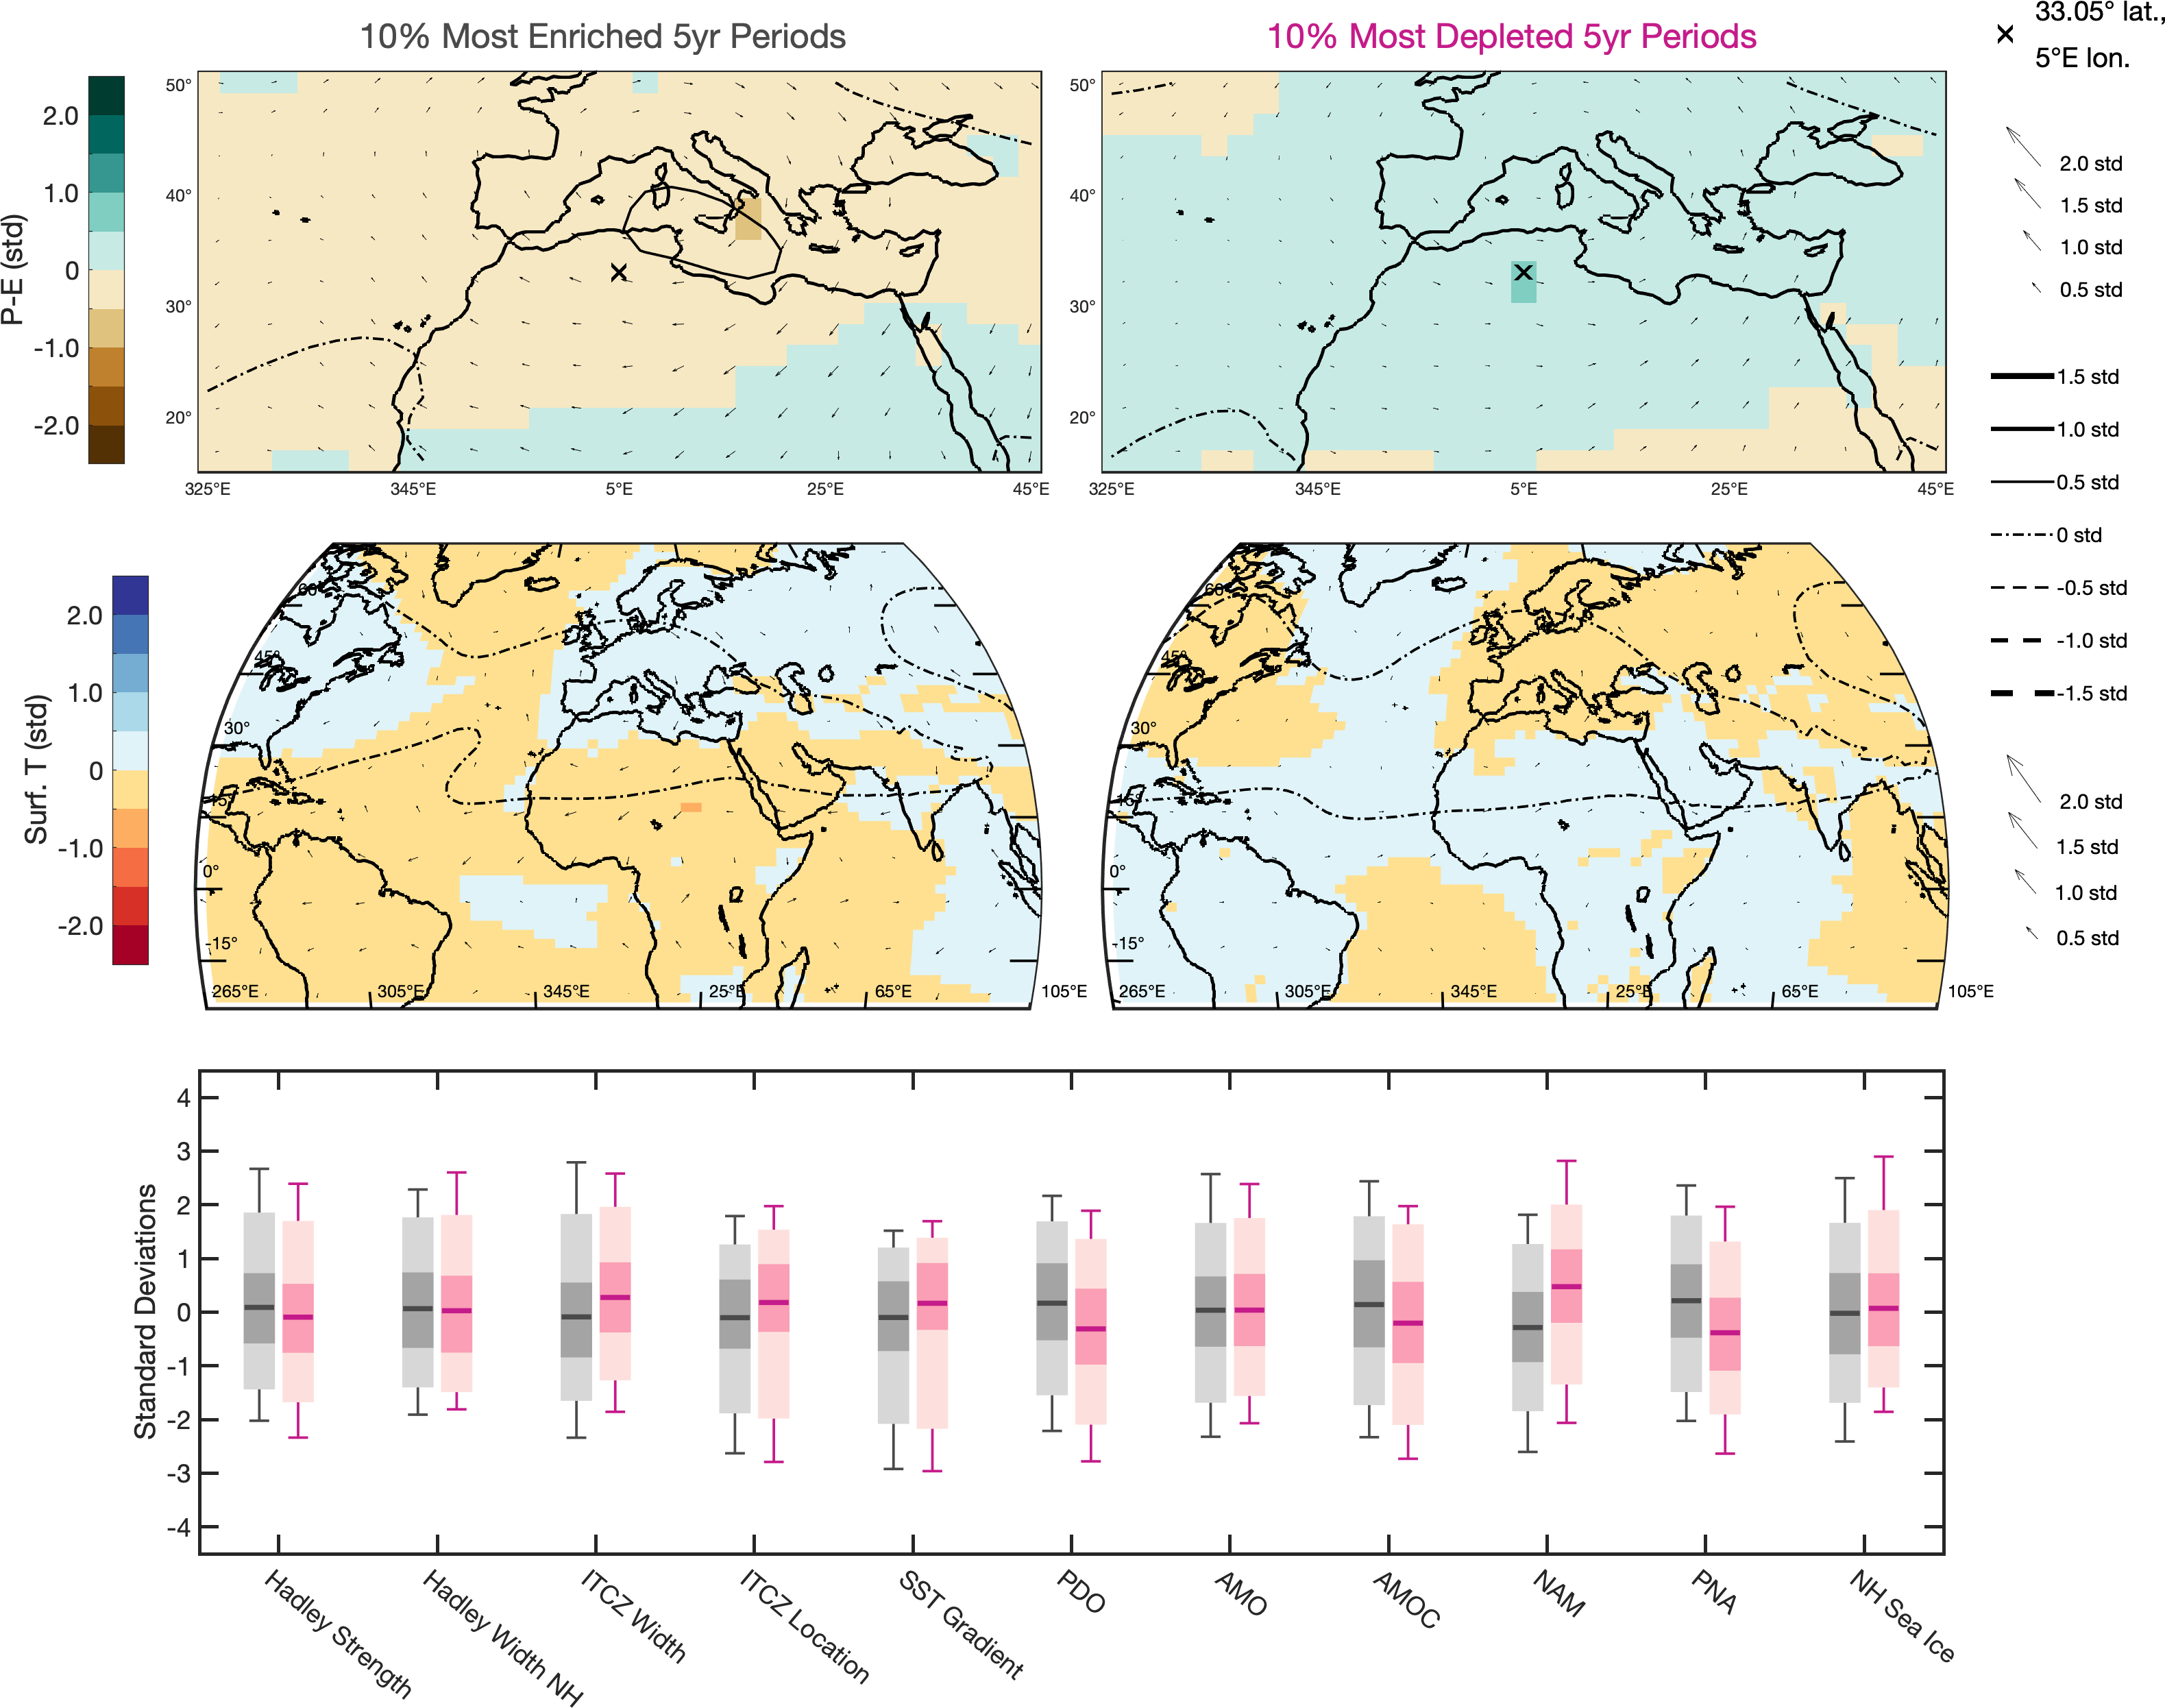 10% Most Enriched 5yr Periods
10% Most Depleted 5yr Periods
33.05° lat.,
5°E lon.
P-E (std)
2.0
1.0
0
-1.0
-2.0
50°
40°
30°
20°
325°E
345°E
5°E
25°E
45°E
50°
40°
30°
20°
325°E
345°E
5°E
25°E
45°E
2.0 std
1.5 std
1.0 std
0.5 std
1.5 std
1.0 std
0.5 std
0 std
-0.5 std
-1.0 std
-1.5 std
Surf. T (std)
2.0
1.0
0
-1.0
-2.0
60°
45°
30°
15°
0°
-15°
265°E
305°E
345°E
25°E
65°E
105°E
60°
45°
30°
15°
0°
-15°
265°E
305°E
345°E
25°E
65°E
105°E
2.0 std
1.5 std
1.0 std
0.5 std
Standard Deviations
4
3
2
1
0
-1
-2
-3
-4
Hadley Strength
Hadley Width NH
ITCZ Width
ITCZ Location
SST Gradient
PDO
AMO
AMOC
NAM
PNA
NH Sea Ice